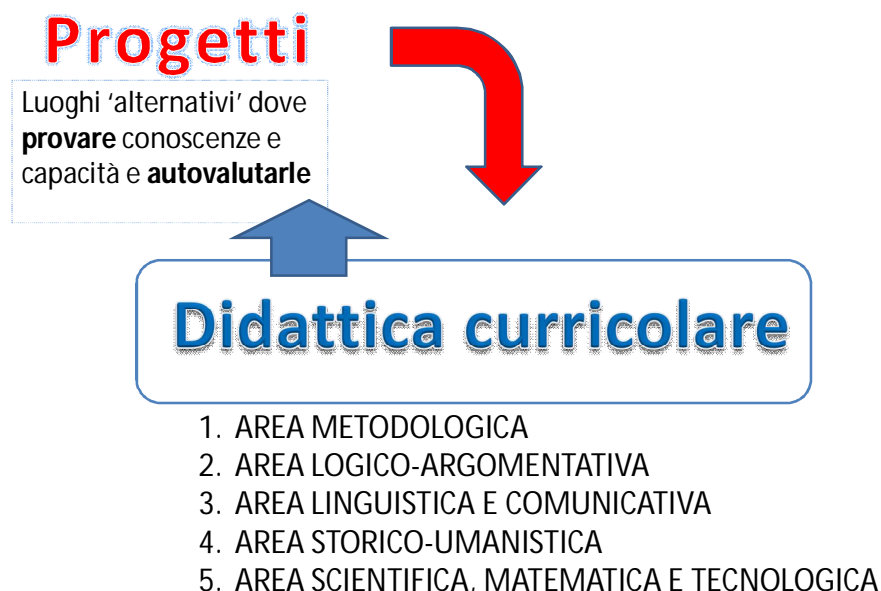 Progetti
Luoghi ‘alternativi’ dove
provare conoscenze e
capacità e autovalutarle
Didattica curricolare
1. AREA METODOLOGICA
2. AREA LOGICO-ARGOMENTATIVA
3. AREA LINGUISTICA E COMUNICATIVA
4. AREA STORICO-UMANISTICA
5. AREA SCIENTIFICA, MATEMATICA E TECNOLOGICA